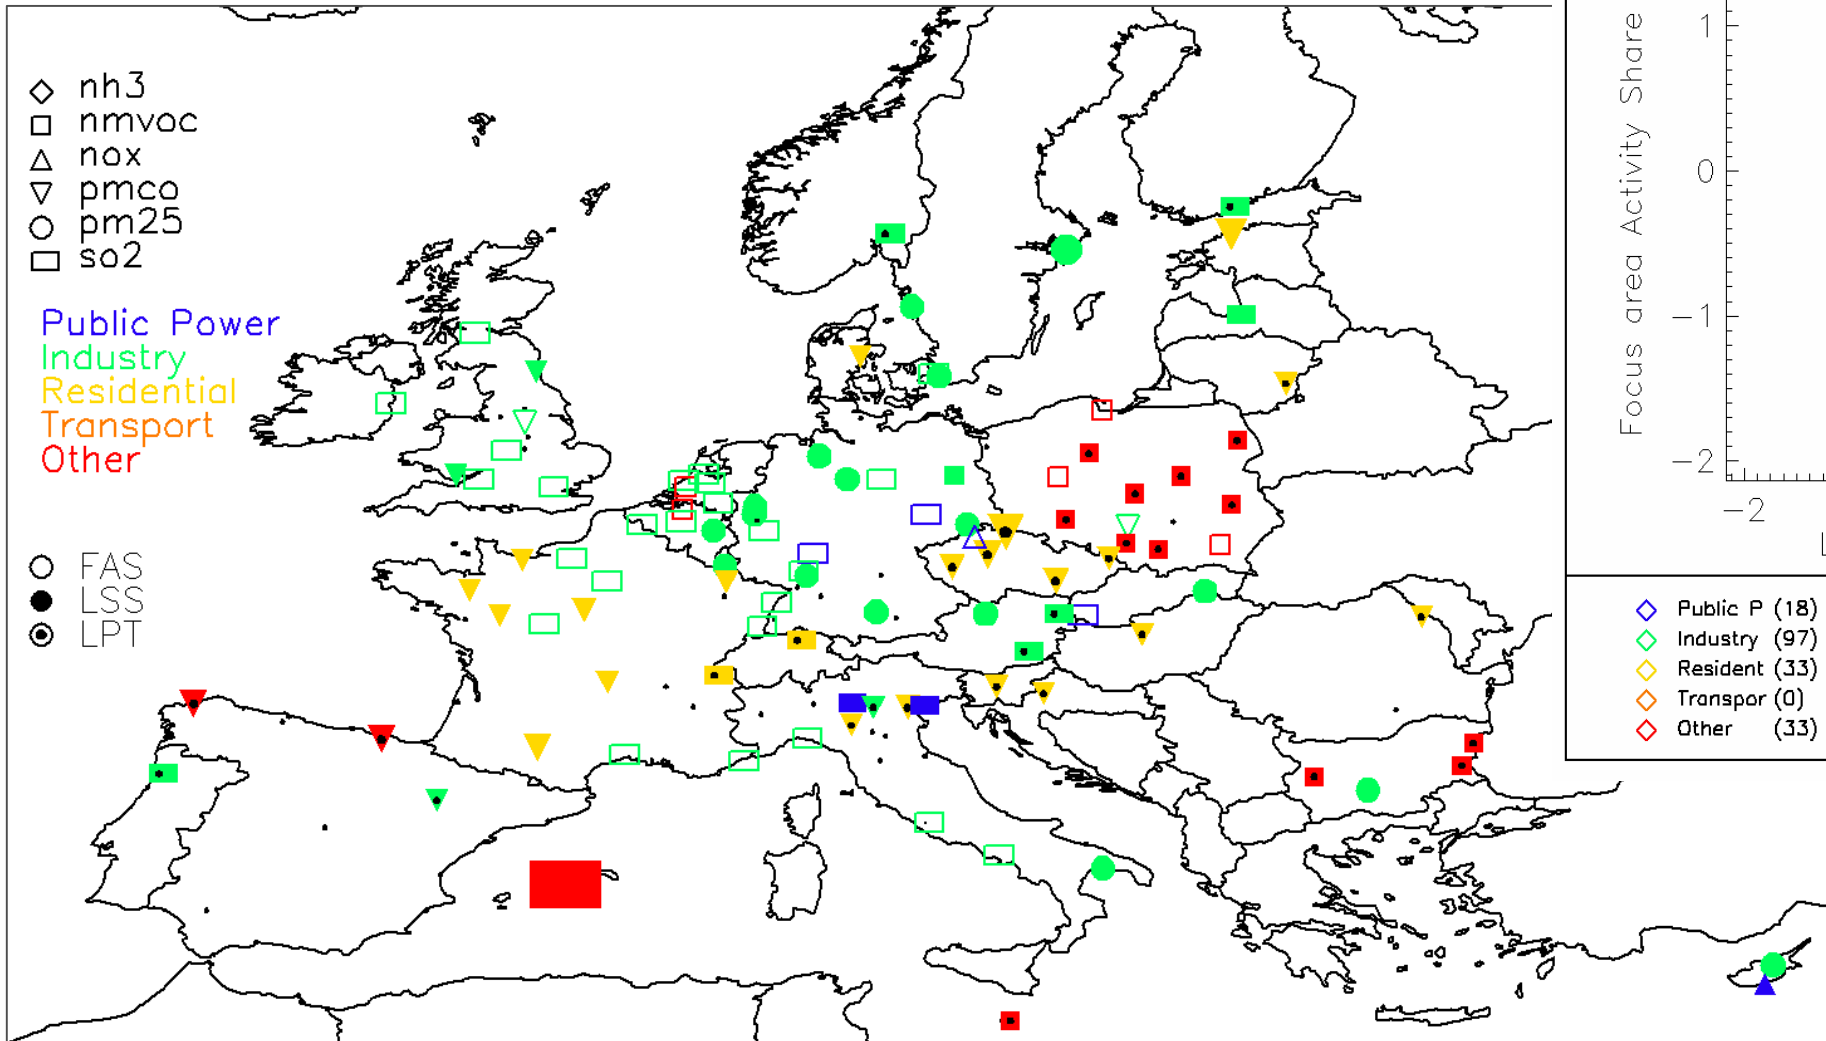 nh3
nmvoc
nox
pmco
pm25
so2
Public Power
Industry
Residential
Transport
Other
FAS
LSS
LPT
Focus area Activity Share
1
0
-1
-2
-2
L
Public P (18)
Industry (97)
Resident (33)
Transpor (0)
Other (33)